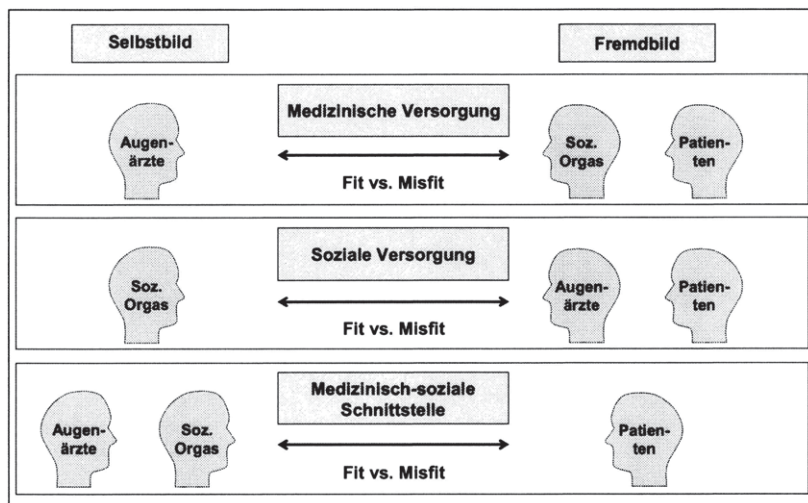 Selbstbild
Fremdbild
Medizinische Versorgung
Augen-
ärzte
Fit vs. Misfit
Soz.
Orgas
Patien-
ten
Soziale Versorgung
Soz.
Orgas
Fit vs. Misfit
Augen-
ärzte
Patien-
ten
Medizinisch-soziale
Schnittstelle
Augen-
ärzte
Soz.
Orgas
Fit vs. Misfit
Patien-
ten